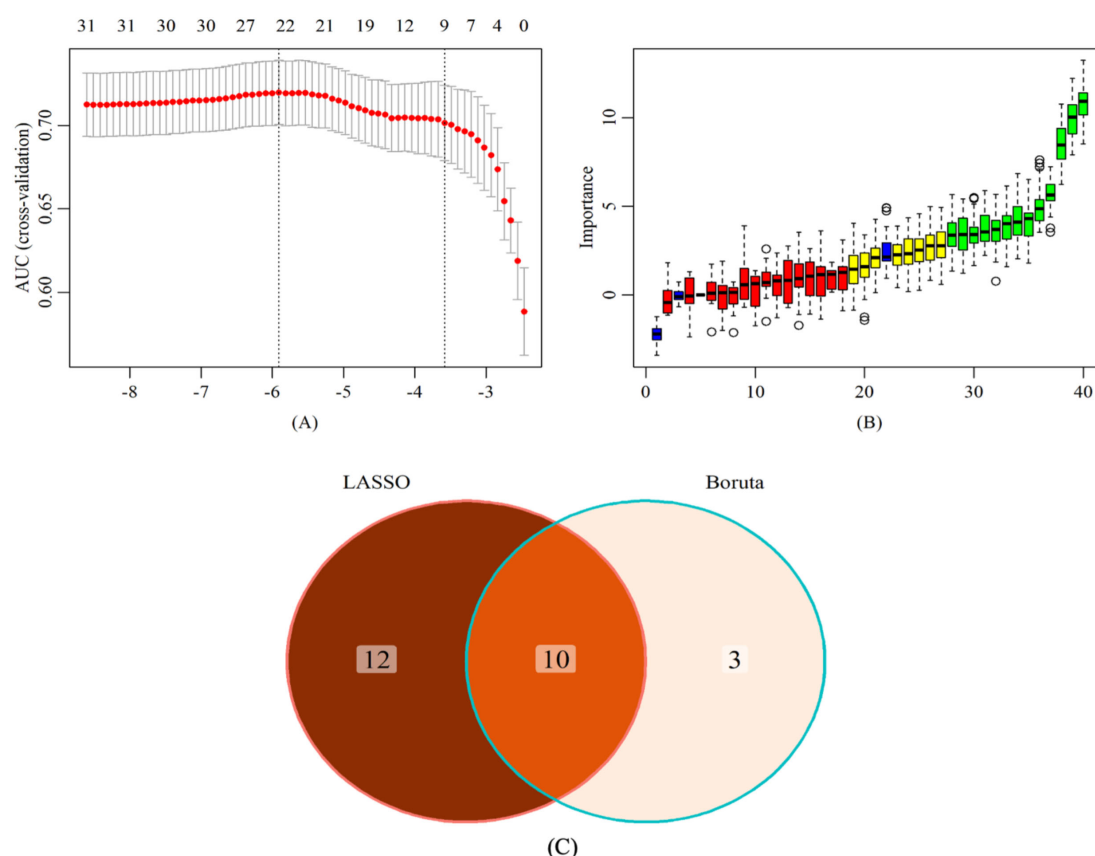 31 31 30 30 27 22 21 19 12 9 7 4 0
AUC (cross-validation)
0.70
0.65
0.60
-8 -7 -6 -5 -4 -3
(A)
Importance
10
5
0
0 10 20 30 40
(B)
LASSO Boruta
12 10 3
(C)